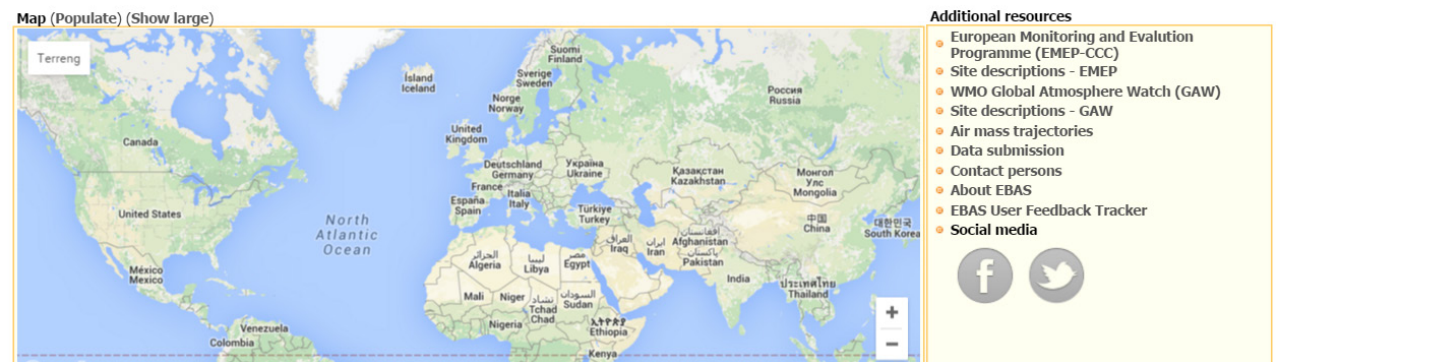 Map (Populate) (Show large)
Terreng
Suomi
Finland
Ísland
Iceland
Sverige
Sweden
Norge
Norway
Россия
Russia
United
Kingdom
Canada
Deutschland
Germany
Україна
Ukraine
Қазақстан
Kazakhstan
Монгол
Улс
Mongolia
France
Italia
Italy
España
Spain
United States
Türkiye
Turkey
中国
China
대한민국
South Korea
North
Atlantic
Ocean
العراق
Iraq
ایران
Iran
افغانستان
Afghanistan
پاکستان
Pakistan
الجزائر
Algeria
ليبيا
Libya
مصر
Egypt
México
Mexico
India
ประเทศไทย
Thailand
Mali
Niger
تشاد
Tchad
Chad
السودان
Sudan
Nigeria
ኢትዮጵያ
Ethiopia
Venezuela
Colombia
Kenya
+
−
Additional resources
European Monitoring and Evalution
Programme (EMEP-CCC)
Site descriptions - EMEP
WMO Global Atmosphere Watch (GAW)
Site descriptions - GAW
Air mass trajectories
Data submission
Contact persons
About EBAS
EBAS User Feedback Tracker
Social media
f